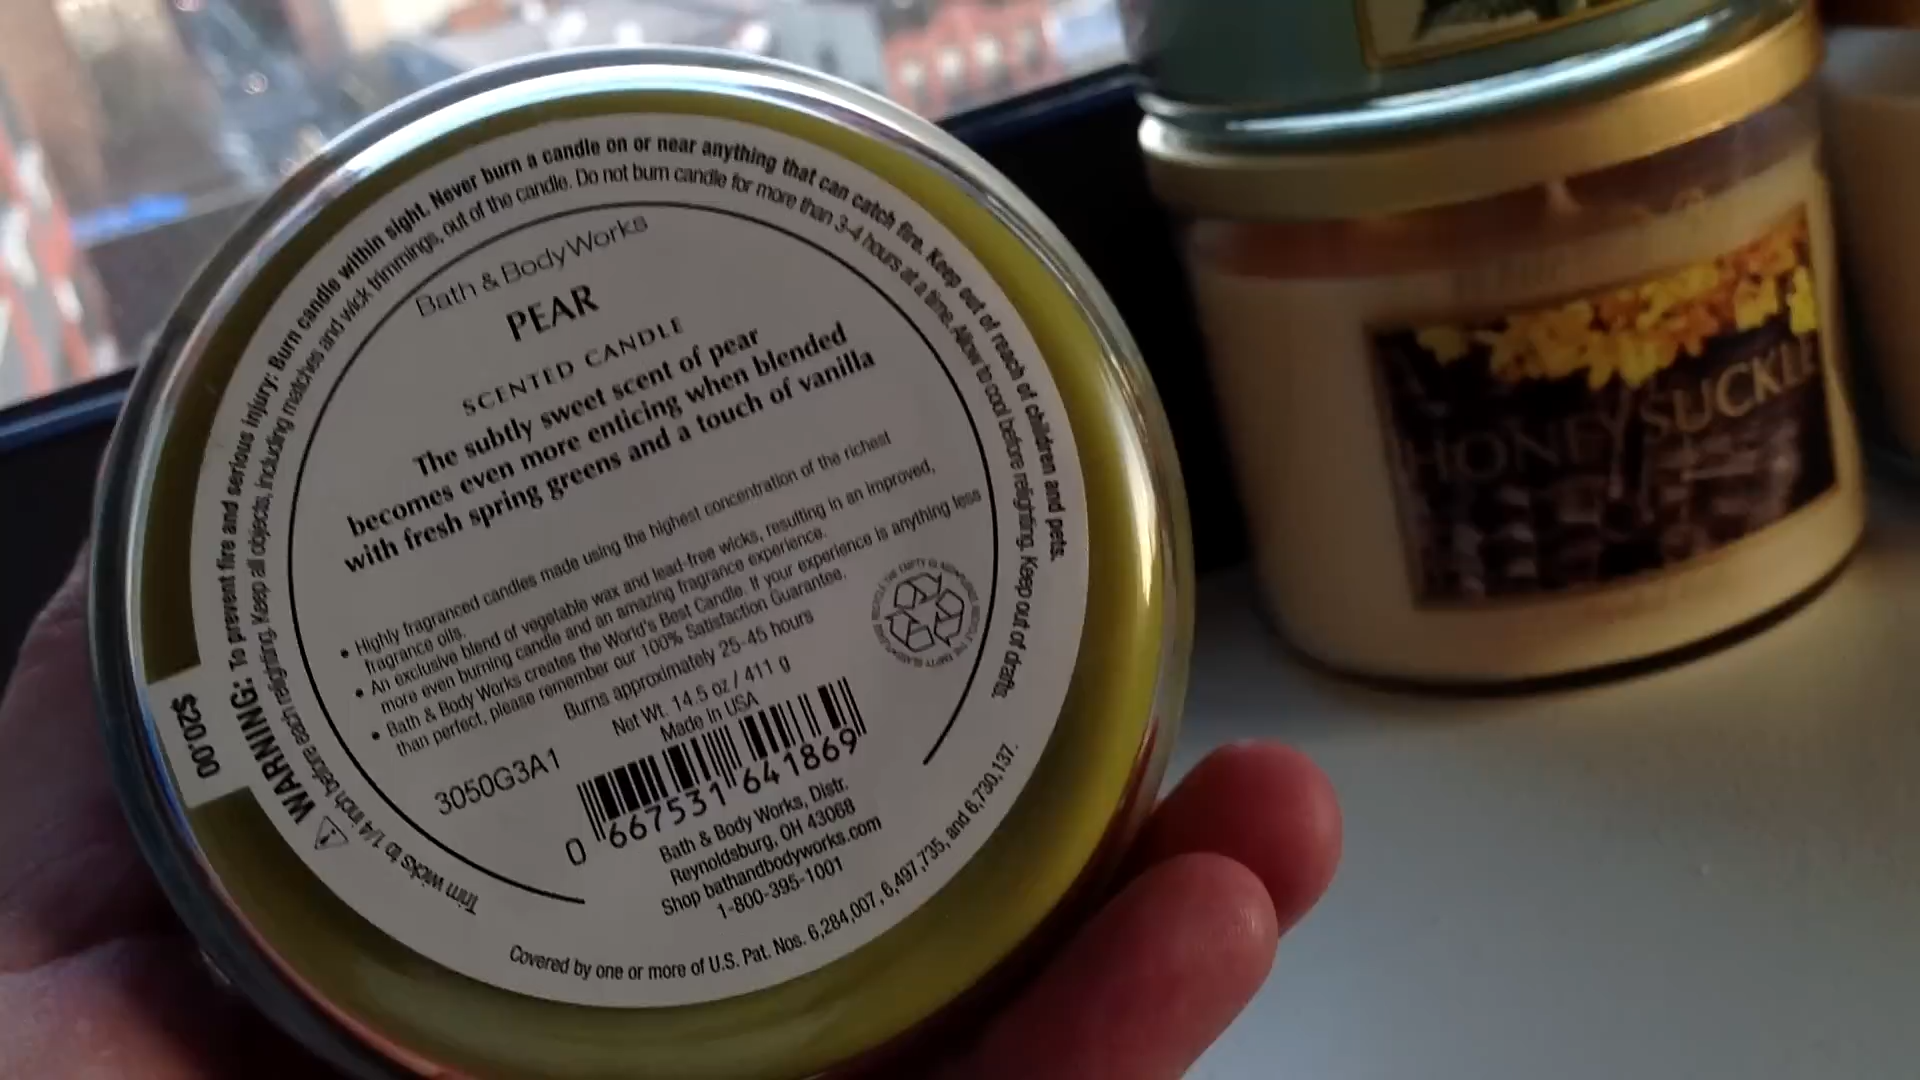 WARNING: To prevent fire and serious injury: Burn candle within sight. Never burn a candle on or near anything that can catch fire. Keep out of reach of children and pets.
Trim wicks to 1/4 inch before each relighting. Keep all objects, including matches and wick trimmings, out of the candle. Do not burn candle for more than 3-4 hours at a time. Allow to cool before relighting. Keep out of drafts.
Bath & Body Works
PEAR
SCENTED CANDLE
The subtly sweet scent of pear
becomes even more enticing when blended
with fresh spring greens and a touch of vanilla
• Highly fragranced candles made using the highest concentration of the richest
fragrance oils.
• An exclusive blend of vegetable wax and lead-free wicks, resulting in an improved,
more even burning candle and an amazing fragrance experience.
• Bath & Body Works creates the World's Best Candle. If your experience is anything less
than perfect, please remember our 100% Satisfaction Guarantee.
Burns approximately 25-45 hours
Net Wt. 14.5 oz / 411 g
Made in USA
3050G3A1
0 667531 641869
Bath & Body Works, Distr.
Reynoldsburg, OH 43068
Shop bathandbodyworks.com
1-800-395-1001
Covered by one or more of U.S. Pat. Nos. 6,284,007, 6,497,735, and 6,730,137.
$20.00
HONEYSUCKLE